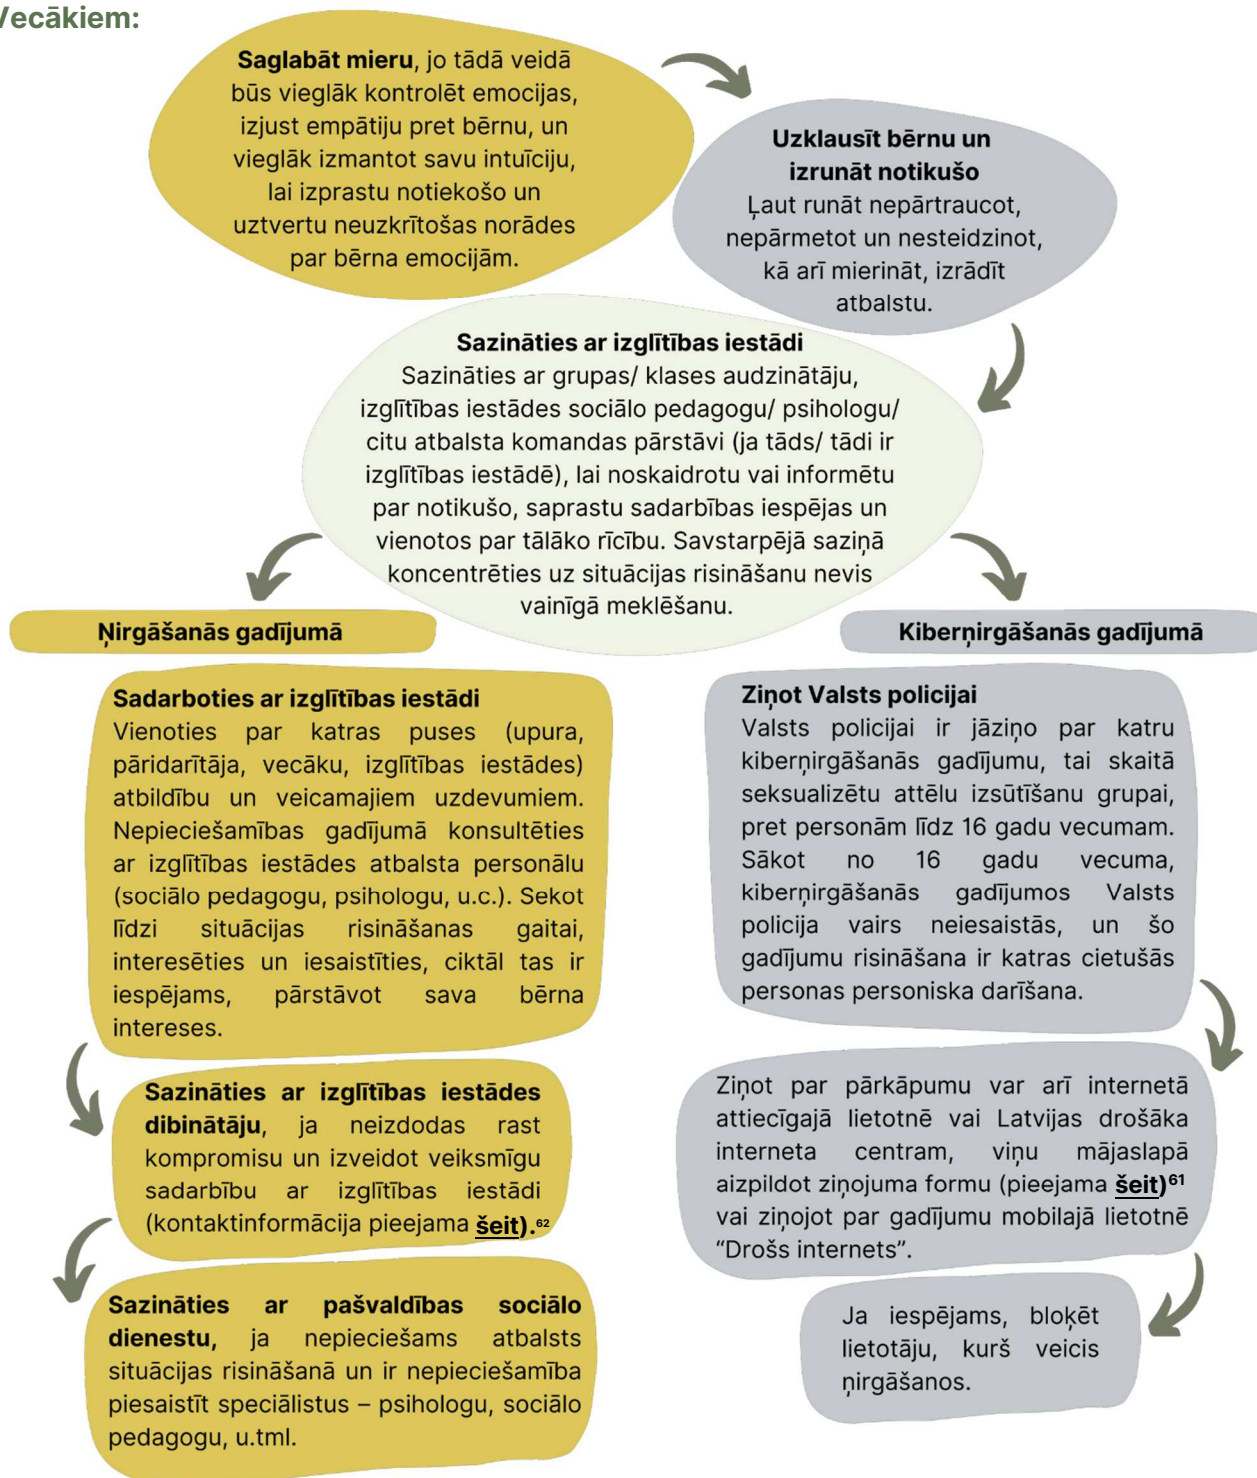 Vecākiem:
Saglabāt mieru, jo tādā veidā
būs vieglāk kontrolēt emocijas,
izjust empātiju pret bērnu, un
vieglāk izmantot savu intuīciju,
lai izprastu notiekošo un
uztvertu neuzkrītošas norādes
par bērna emocijām.
Uzklausīt bērnu un
izrunāt notikušo
Ļaut runāt nepārtraucot,
nepārmetot un nesteidzinot,
kā arī mierināt, izrādīt
atbalstu.
Sazināties ar izglītības iestādi
Sazināties ar grupas/ klases audzinātāju,
izglītības iestādes sociālo pedagogu/ psihologu/
citu atbalsta komandas pārstāvi (ja tāds/ tādi ir
izglītības iestādē), lai noskaidrotu vai informētu
par notikušo, saprastu sadarbības iespējas un
vienotos par tālāko rīcību. Savstarpējā saziņā
koncentrēties uz situācijas risināšanu nevis
vainīgā meklēšanu.
Ņirgāšanās gadījumā
Sadarboties ar izglītības iestādi
Vienoties par katras puses (upura,
pāridarītāja, vecāku, izglītības iestādes)
atbildību un veicamajiem uzdevumiem.
Nepieciešamības gadījumā konsultēties
ar izglītības iestādes atbalsta personālu
(sociālo pedagogu, psihologu, u.c.). Sekot
līdzi situācijas risināšanas gaitai,
interesēties un iesaistīties, ciktāl tas ir
iespējams, pārstāvot sava bērna
intereses.
Sazināties ar izglītības iestādes
dibinātāju, ja neizdodas rast
kompromisu un izveidot veiksmīgu
sadarbību ar izglītības iestādi
(kontaktinformācija pieejama šeit).⁶²
Sazināties ar pašvaldības sociālo
dienestu, ja nepieciešams atbalsts
situācijas risināšanā un ir nepieciešamība
piesaistīt speciālistus – psihologu, sociālo
pedagogu, u.tml.
Kiberņirgāšanās gadījumā
Ziņot Valsts policijai
Valsts policijai ir jāziņo par katru
kiberņirgāšanās gadījumu, tai skaitā
seksualizētu attēlu izsūtīšanu grupai,
pret personām līdz 16 gadu vecumam.
Sākot no 16 gadu vecuma,
kiberņirgāšanās gadījumos Valsts
policija vairs neiesaistās, un šo
gadījumu risināšana ir katras cietušās
personas personiska darīšana.
Ziņot par pārkāpumu var arī internetā
attiecīgajā lietotnē vai Latvijas drošāka
interneta centram, viņu mājaslapā
aizpildot ziņojuma formu (pieejama šeit)⁶¹
vai ziņojot par gadījumu mobilajā lietotnē
“Drošs internets”.
Ja iespējams, bloķēt
lietotāju, kurš veicis
ņirgāšanos.